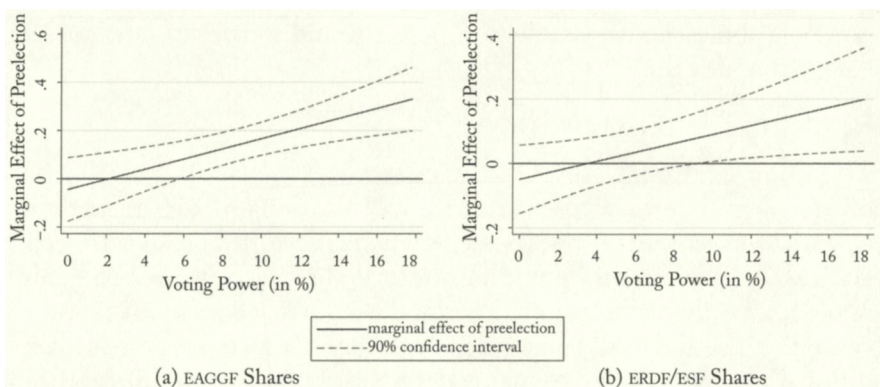 Marginal Effect of Preelection
.6
.4
.2
0
-.2
0 2 4 6 8 10 12 14 16 18
Voting Power (in %)
Marginal Effect of Preelection
.4
.2
0
-.2
0 2 4 6 8 10 12 14 16 18
Voting Power (in %)
marginal effect of preelection
90% confidence interval
(a) EAGGF Shares
(b) ERDF/ESF Shares